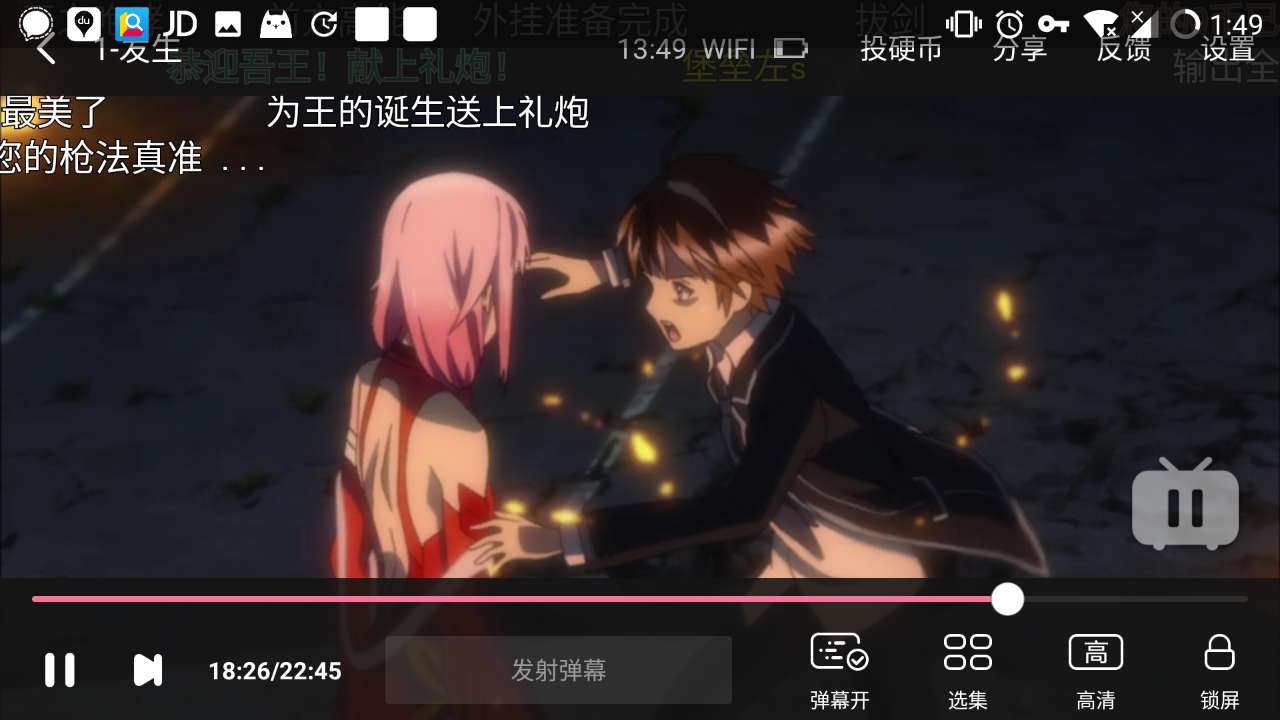 du
JD
外挂准备完成
拔剑
1:49
1-发生
13:49 WIFI
投硬币
分享
反馈
设置
恭迎吾王！献上礼炮！
堡垒左s
输出全
最美了
为王的诞生送上礼炮
您的枪法真准 ...
18:26/22:45
发射弹幕
高
弹幕开
选集
高清
锁屏